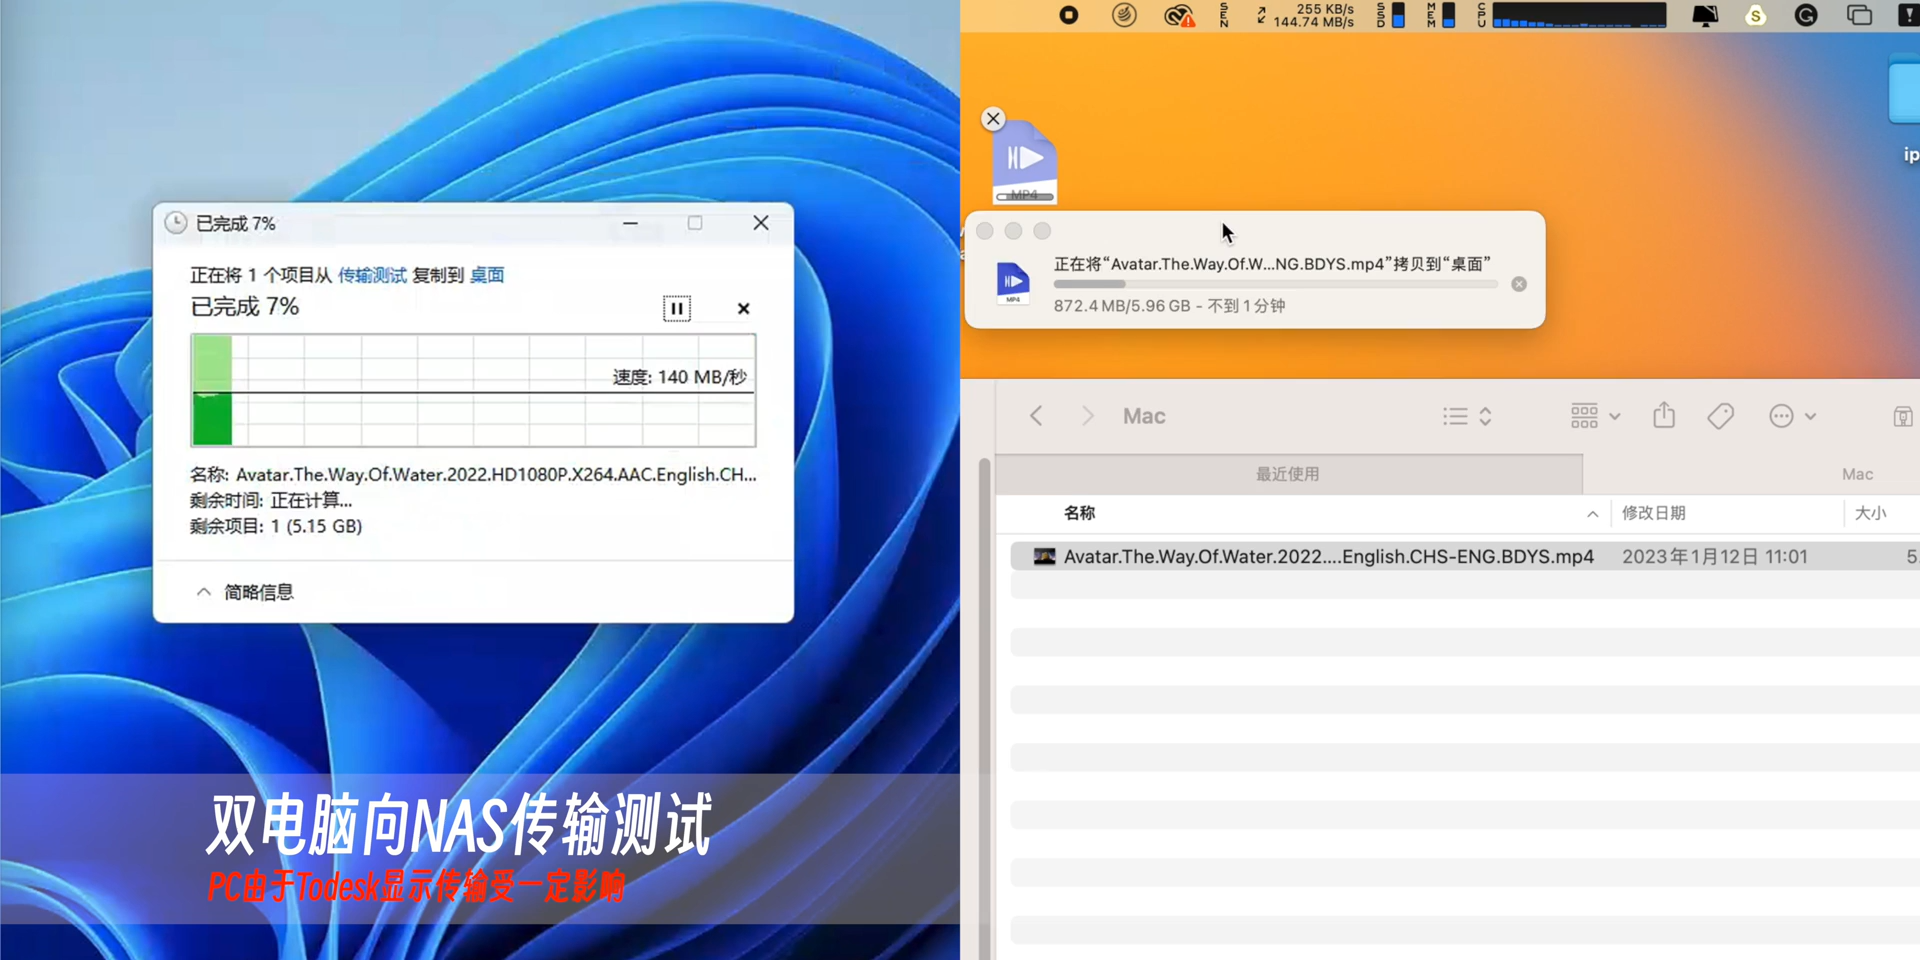 已完成 7%
正在将 1 个项目从 传输测试 复制到 桌面
已完成 7%
速度: 140 MB/秒
名称: Avatar.The.Way.Of.Water.2022.HD1080P.X264.AAC.English.CH...
剩余时间: 正在计算...
剩余项目: 1 (5.15 GB)
简略信息
双电脑向NAS传输测试
PC由于Todesk显示传输受一定影响
SEN
255 KB/s
144.74 MB/s
SSD
MEM
CPU
S
MP4
ip
正在将“Avatar.The.Way.Of.W...NG.BDYS.mp4”拷贝到“桌面”
MP4
872.4 MB/5.96 GB - 不到 1 分钟
Mac
最近使用
Mac
名称
修改日期
大小
Avatar.The.Way.Of.Water.2022....English.CHS-ENG.BDYS.mp4
2023年1月12日 11:01
5.